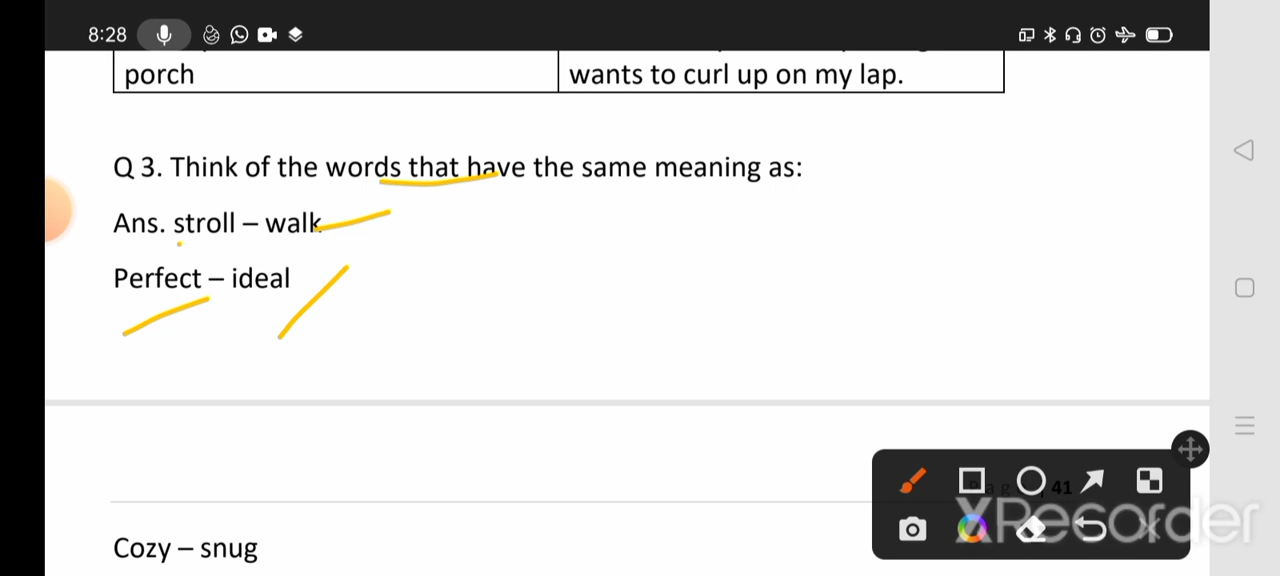 8:28
porch
wants to curl up on my lap.
Q 3. Think of the words that have the same meaning as:
Ans. stroll – walk
Perfect – ideal
41
Cozy – snug
XRecorder